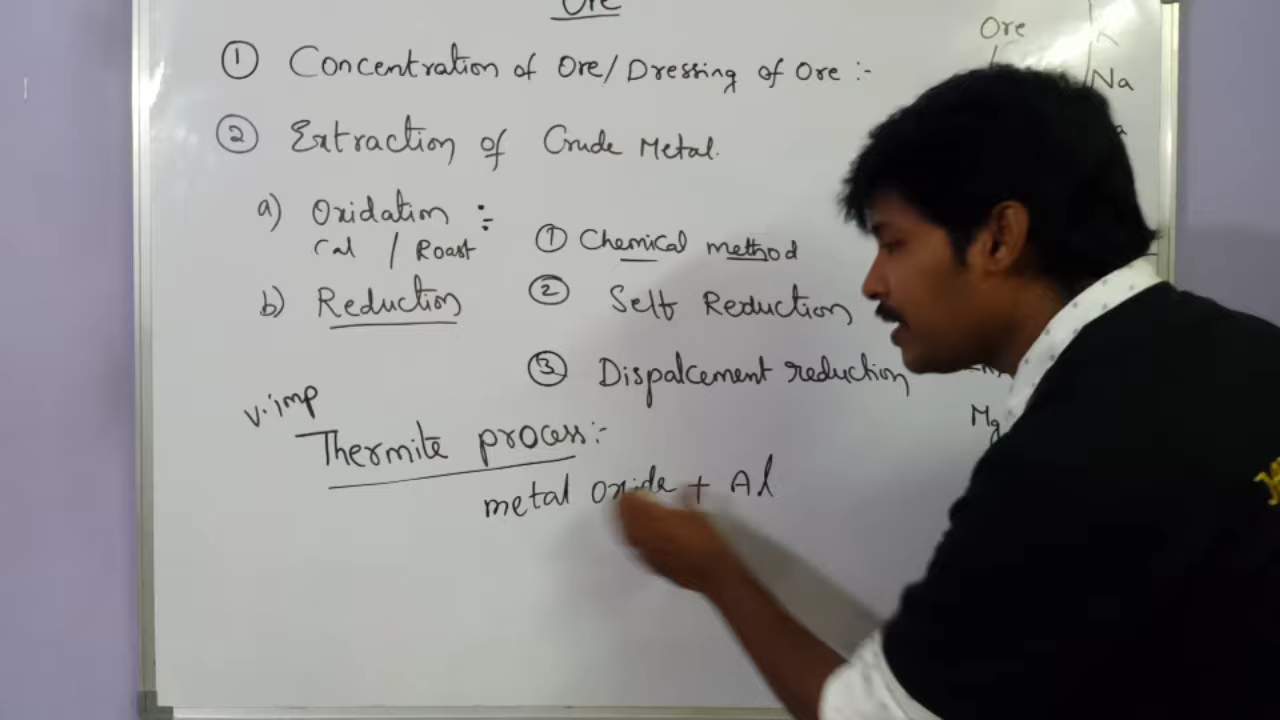 Ore
① Concentration of Ore/Dressing of Ore :-
② Extraction of Crude Metal.
a) Oxidation :-
Cal / Roast
① Chemical method
b) Reduction
② Self Reduction
③ Dispalcement reduction
V.imp
Thermite process:-
metal Oxide + Al
Ore
K
Na
Mg